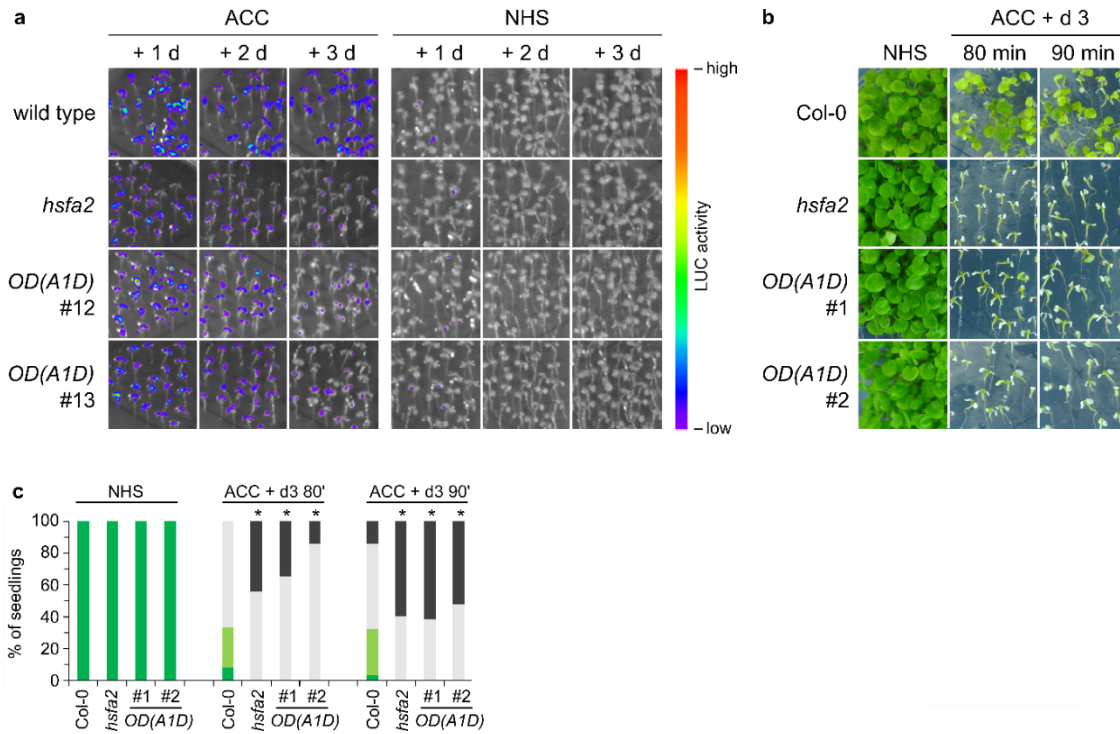 a
ACC
NHS
+ 1 d + 2 d + 3 d + 1 d + 2 d + 3 d
wild type
hsfa2
OD(A1D)
#12
OD(A1D)
#13
– high
LUC activity
– low
b
ACC + d 3
NHS 80 min 90 min
Col-0
hsfa2
OD(A1D)
#1
OD(A1D)
#2
c
NHS ACC + d3 80' ACC + d3 90'
* * * * * *
% of seedlings
100
80
60
40
20
0
Col-0 hsfa2 #1 #2 Col-0 hsfa2 #1 #2 Col-0 hsfa2 #1 #2
OD(A1D) OD(A1D) OD(A1D)